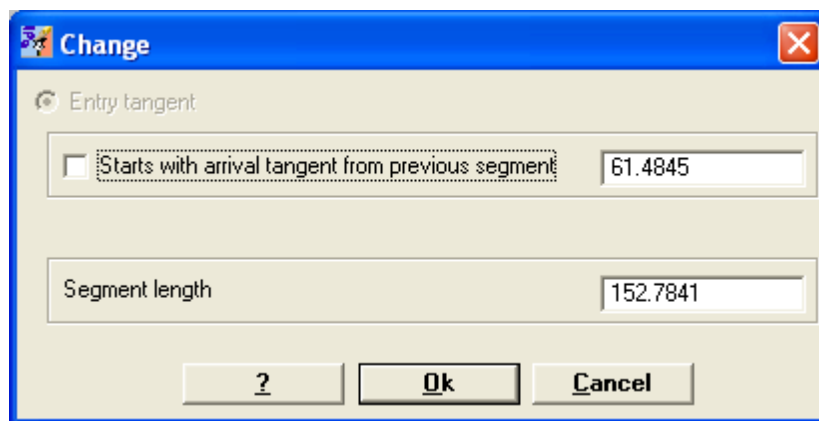 Change
Entry tangent
Starts with arrival tangent from previous segment 61.4845
Segment length 152.7841
? Ok Cancel